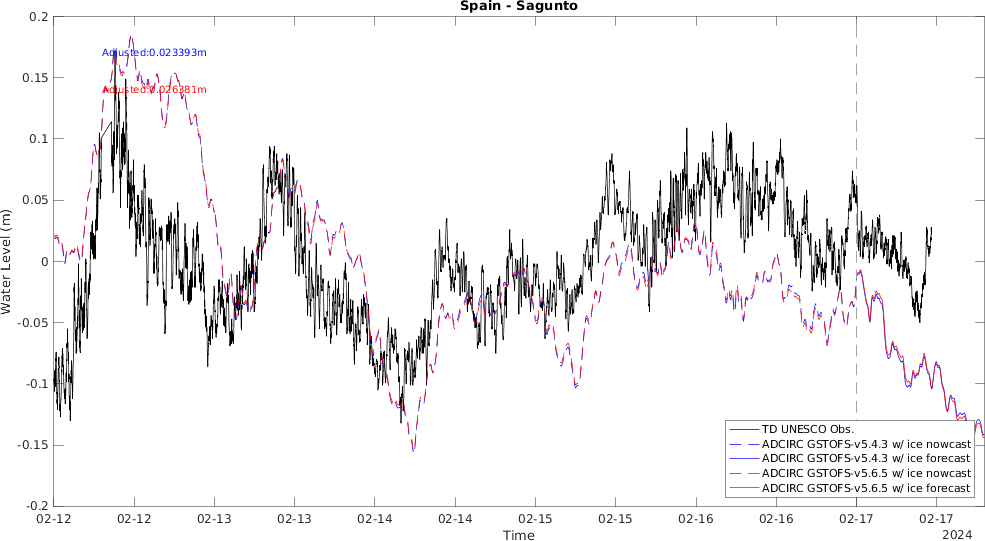 Spain - Sagunto
Water Level (m)
0.2
0.15
0.1
0.05
0
-0.05
-0.1
-0.15
-0.2
Adjusted:0.023393m
Adjusted:0.026381m
TD UNESCO Obs.
ADCIRC GSTOFS-v5.4.3 w/ ice nowcast
ADCIRC GSTOFS-v5.4.3 w/ ice forecast
ADCIRC GSTOFS-v5.6.5 w/ ice nowcast
ADCIRC GSTOFS-v5.6.5 w/ ice forecast
02-12 02-12 02-13 02-13 02-14 02-14 02-15 02-15 02-16 02-16 02-17 02-17
Time
2024